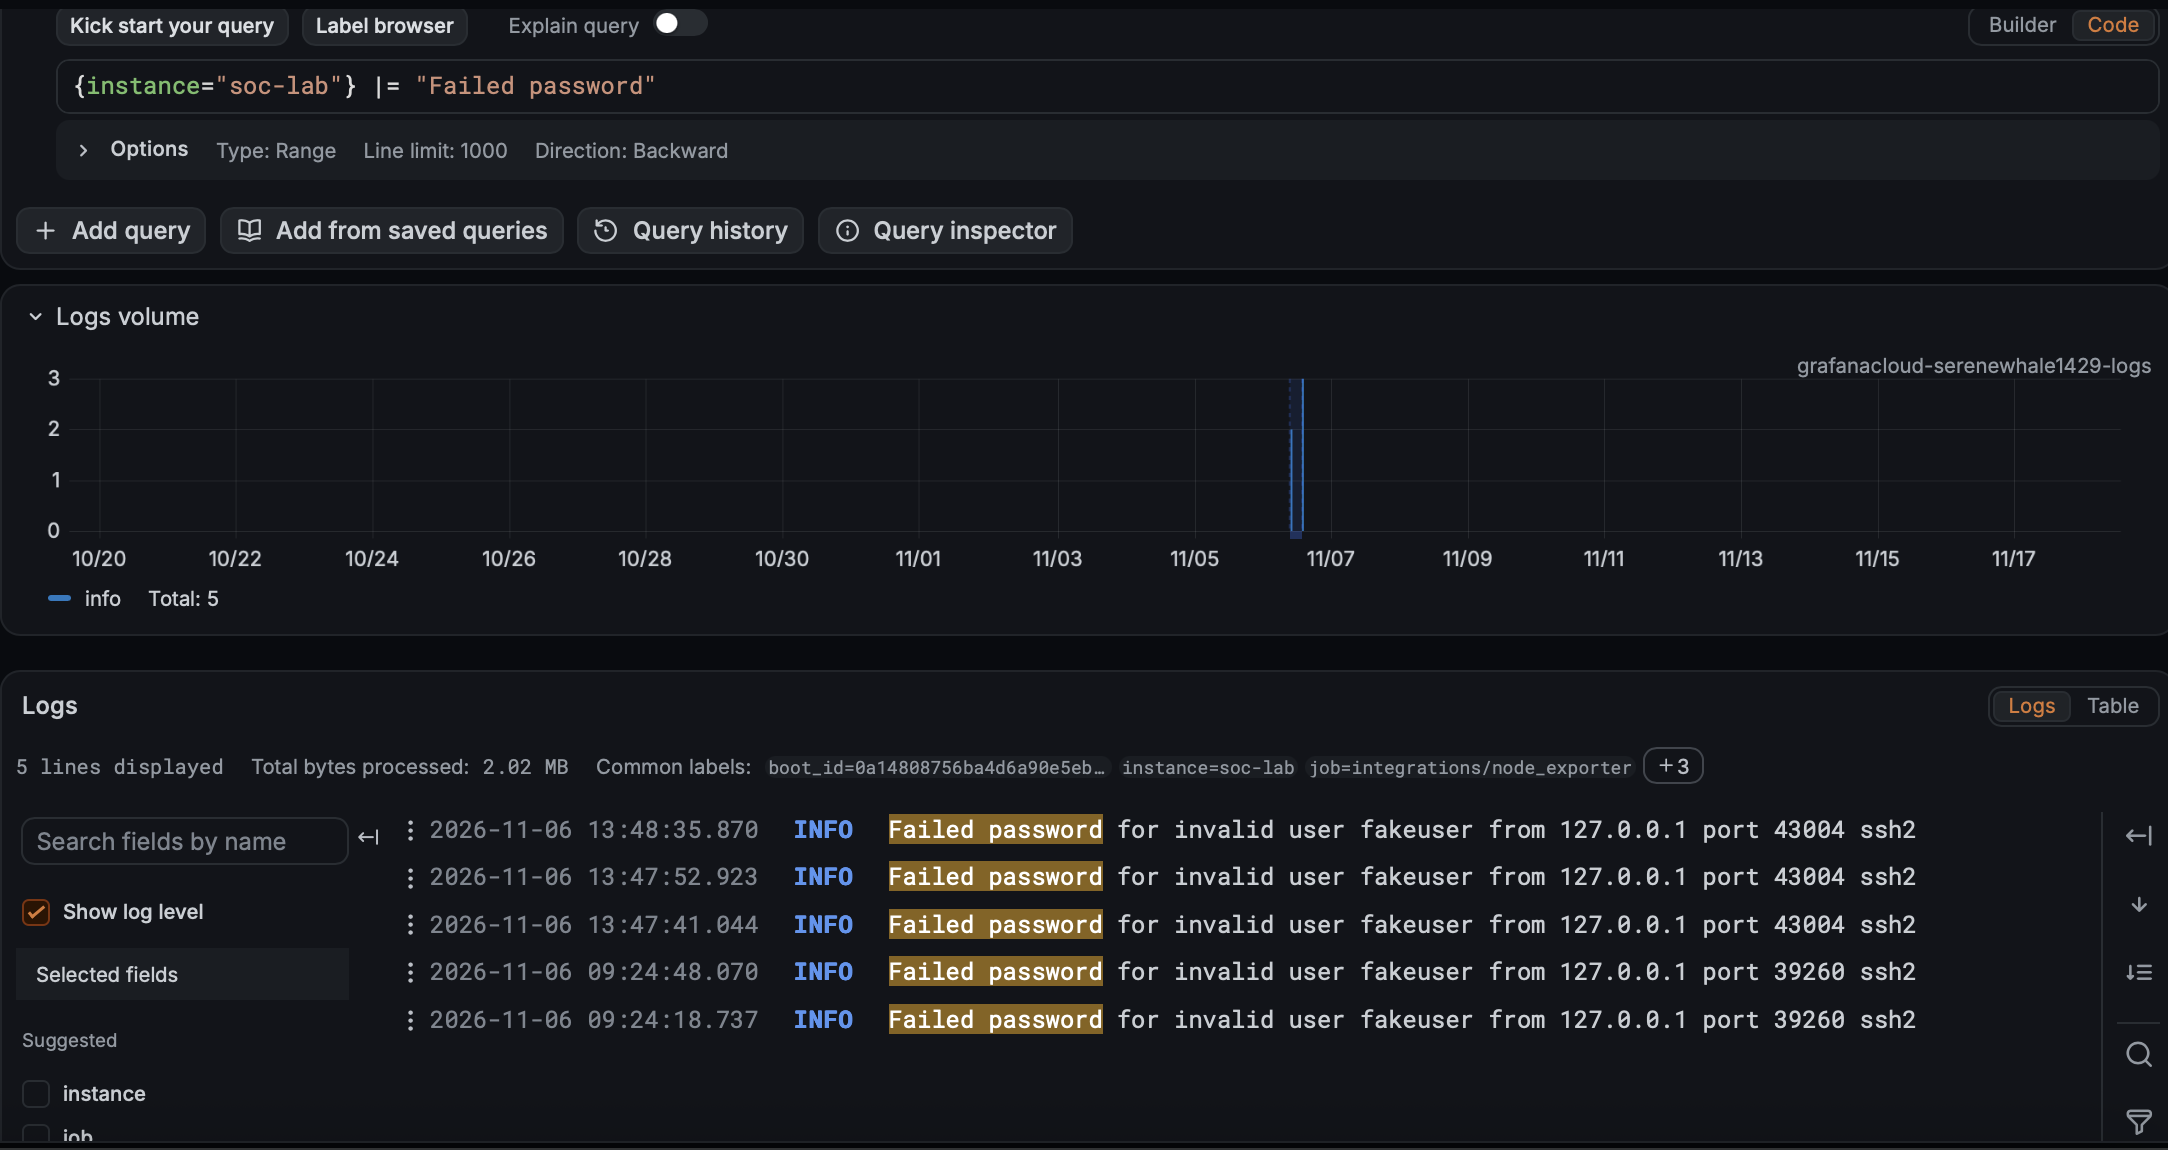 Kick start your query Label browser Explain query Builder Code
{instance="soc-lab"} |= "Failed password"
Options Type: Range Line limit: 1000 Direction: Backward
+ Add query Add from saved queries Query history Query inspector
Logs volume
grafanacloud-serenewhale1429-logs
3
2
1
0
10/20 10/22 10/24 10/26 10/28 10/30 11/01 11/03 11/05 11/07 11/09 11/11 11/13 11/15 11/17
info Total: 5
Logs Logs Table
5 lines displayed Total bytes processed: 2.02 MB Common labels: boot_id=0a14808756ba4d6a90e5eb… instance=soc-lab job=integrations/node_exporter +3
Search fields by name
Show log level
Selected fields
Suggested
instance
job
2026-11-06 13:48:35.870 INFO Failed password for invalid user fakeuser from 127.0.0.1 port 43004 ssh2
2026-11-06 13:47:52.923 INFO Failed password for invalid user fakeuser from 127.0.0.1 port 43004 ssh2
2026-11-06 13:47:41.044 INFO Failed password for invalid user fakeuser from 127.0.0.1 port 43004 ssh2
2026-11-06 09:24:48.070 INFO Failed password for invalid user fakeuser from 127.0.0.1 port 39260 ssh2
2026-11-06 09:24:18.737 INFO Failed password for invalid user fakeuser from 127.0.0.1 port 39260 ssh2